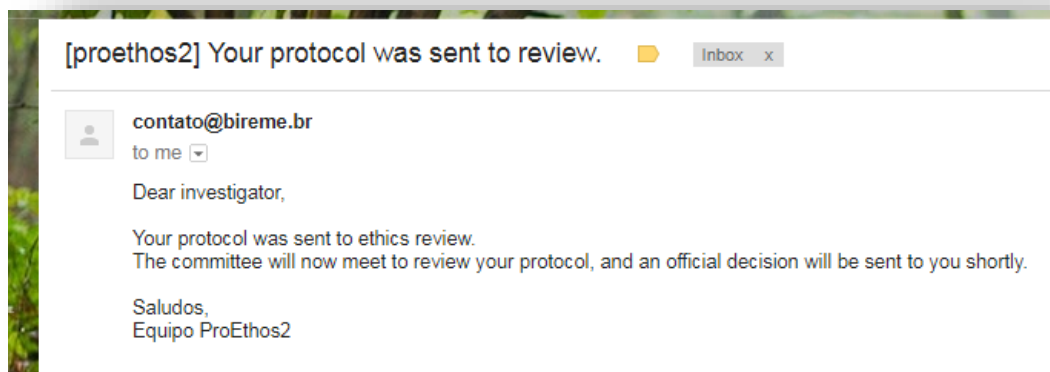 [proethos2] Your protocol was sent to review.
Inbox x
contato@bireme.br
to me
Dear investigator,
Your protocol was sent to ethics review.
The committee will now meet to review your protocol, and an official decision will be sent to you shortly.
Saludos,
Equipo ProEthos2